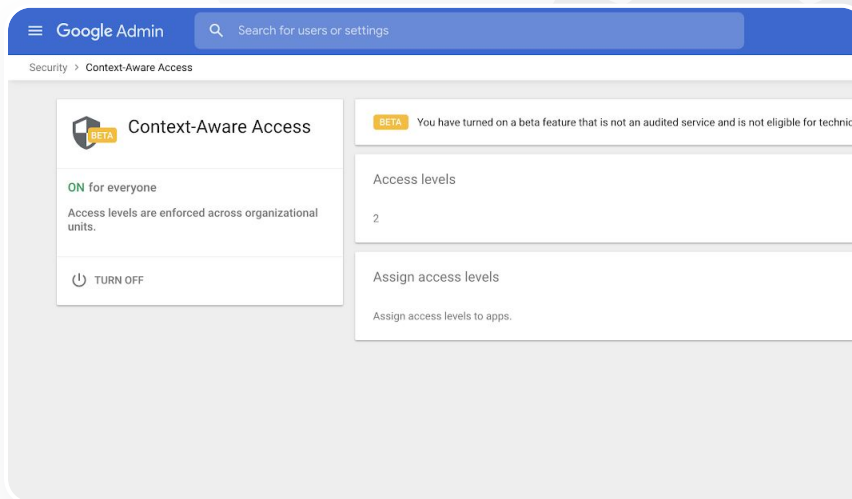 Google Admin
Search for users or settings
Security > Context-Aware Access
BETA
Context-Aware Access
ON for everyone
Access levels are enforced across organizational
units.
TURN OFF
BETA You have turned on a beta feature that is not an audited service and is not eligible for
Access levels
2
Assign access levels
Assign access levels to apps.